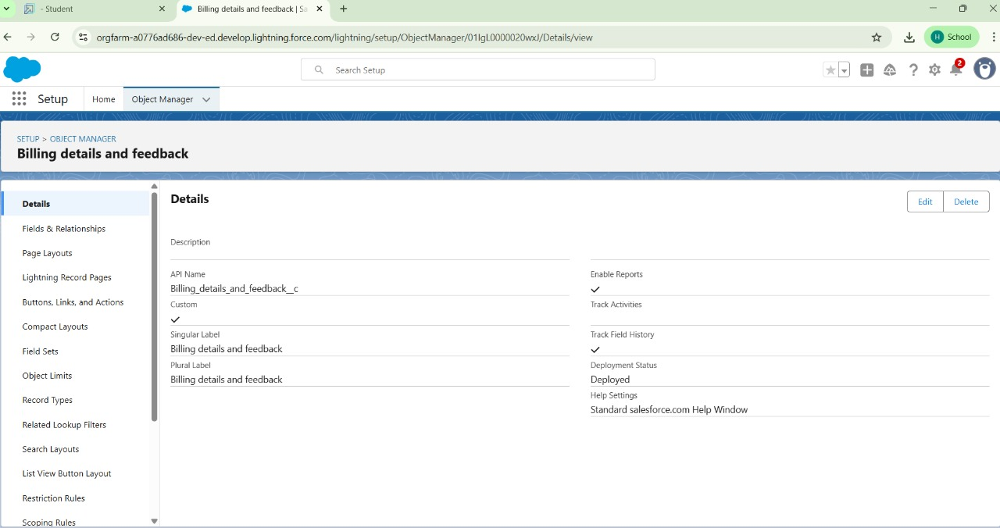 - Student
Billing details and feedback | Sa
orgfarm-a0776ad686-dev-ed.develop.lightning.force.com/lightning/setup/ObjectManager/01IgL0000020wxJ/Details/view
H School
Search Setup
2
Setup Home Object Manager
SETUP > OBJECT MANAGER
Billing details and feedback
Details
Fields & Relationships
Page Layouts
Lightning Record Pages
Buttons, Links, and Actions
Compact Layouts
Field Sets
Object Limits
Record Types
Related Lookup Filters
Search Layouts
List View Button Layout
Restriction Rules
Scoping Rules
Details
Edit Delete
Description
API Name
Billing_details_and_feedback__c
Custom
Singular Label
Billing details and feedback
Plural Label
Billing details and feedback
Enable Reports
Track Activities
Track Field History
Deployment Status
Deployed
Help Settings
Standard salesforce.com Help Window